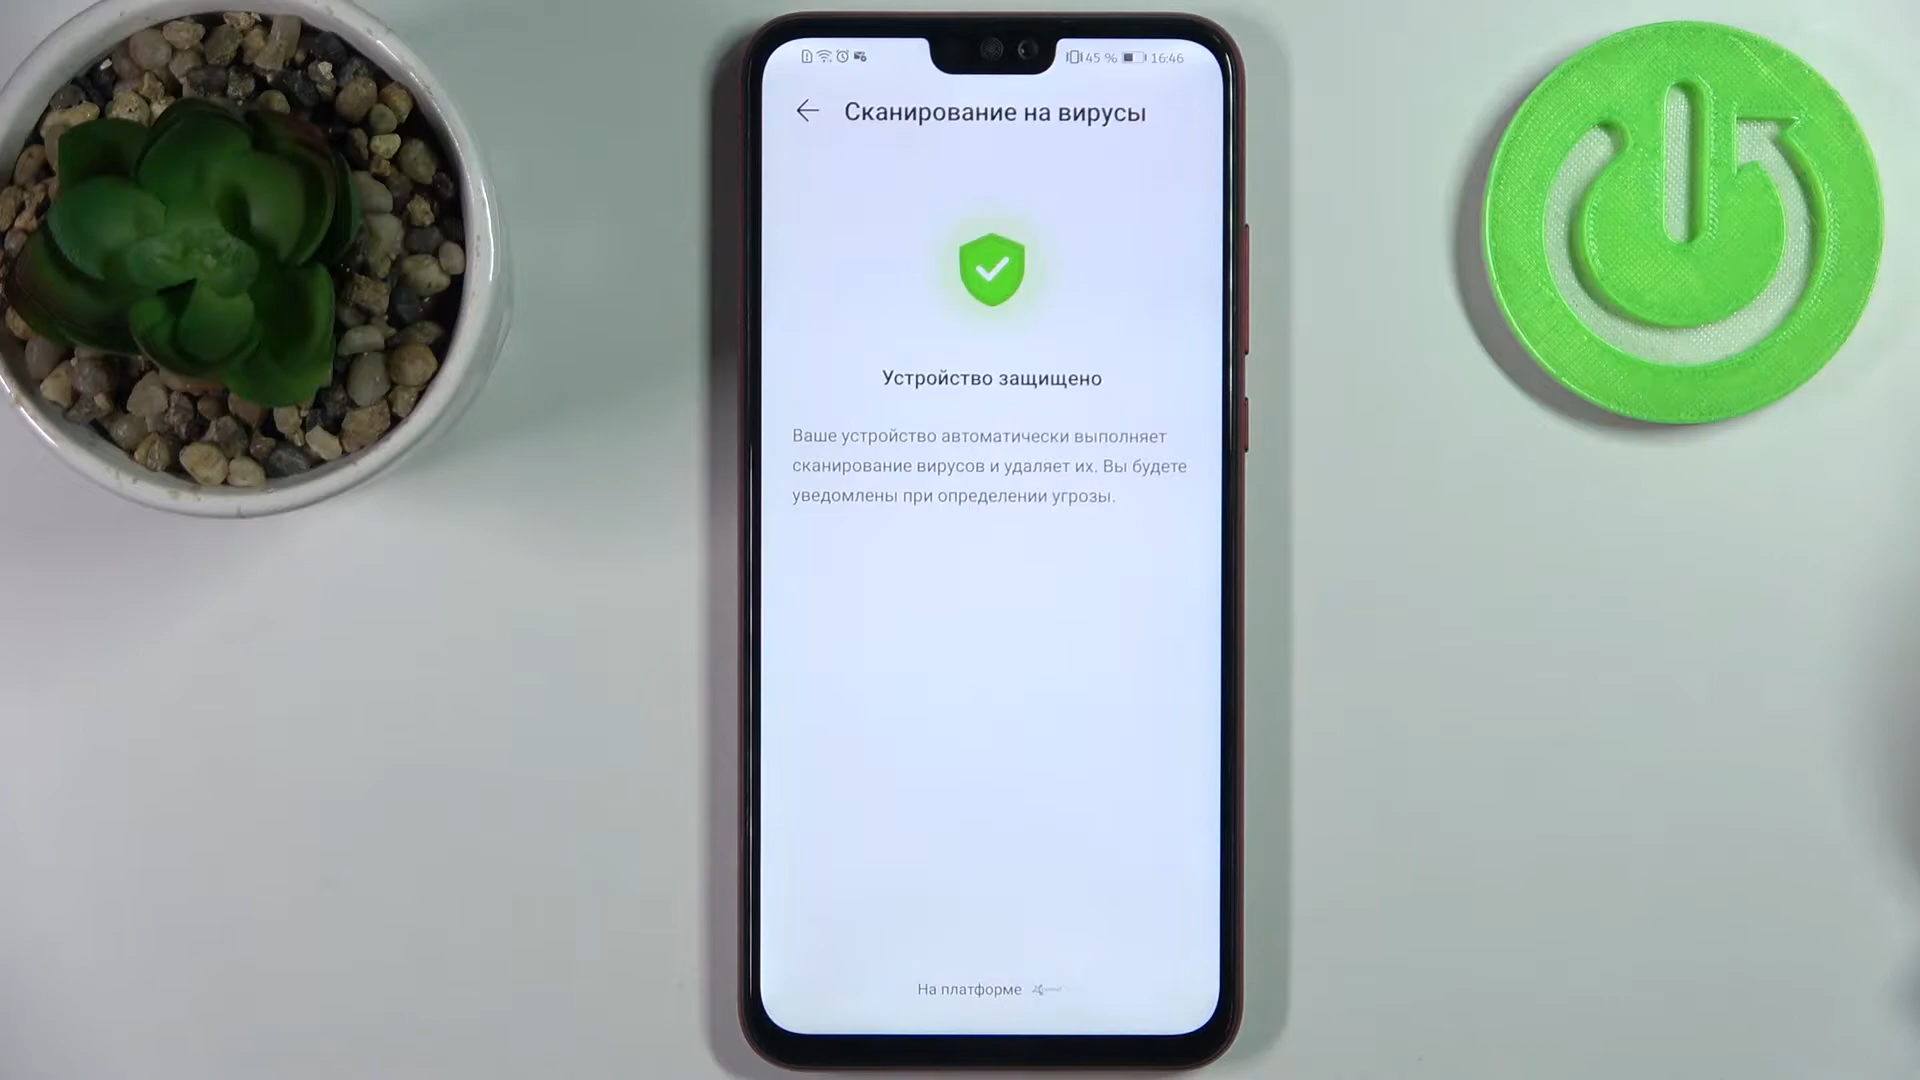 45 % 16:46
Сканирование на вирусы
Устройство защищено
Ваше устройство автоматически выполняет
сканирование вирусов и удаляет их. Вы будете
уведомлены при определении угрозы.
На платформе